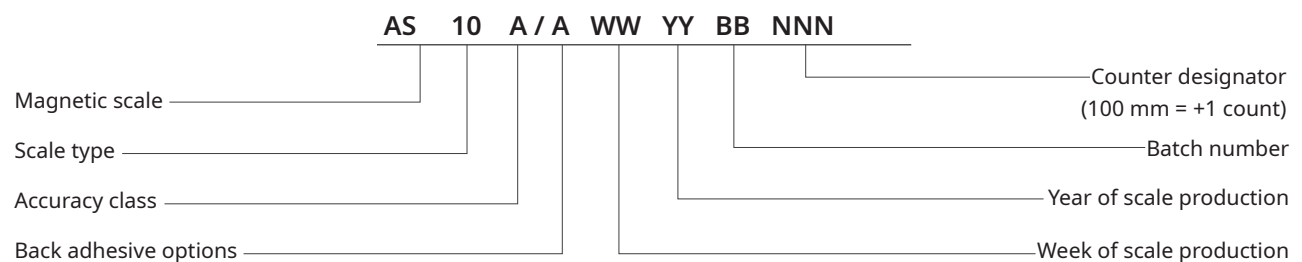 AS 10 A / A WW YY BB NNN
Magnetic scale
Scale type
Accuracy class
Back adhesive options
Counter designator
(100 mm = +1 count)
Batch number
Year of scale production
Week of scale production